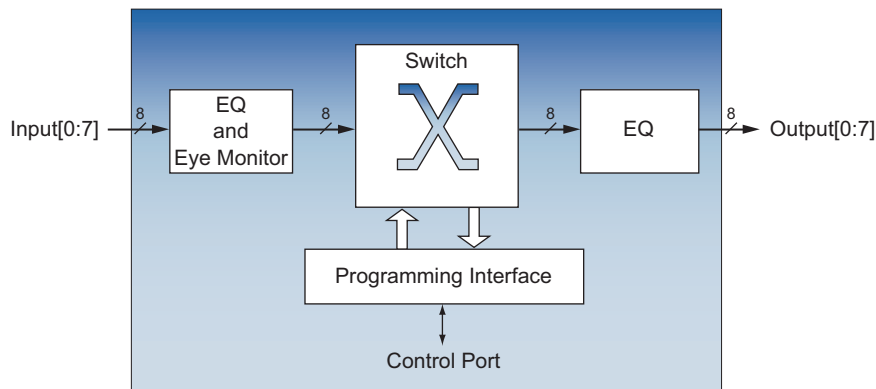 Switch
Input[0:7]
8
EQ
and
Eye Monitor
8
8
EQ
8
Output[0:7]
Programming Interface
Control Port